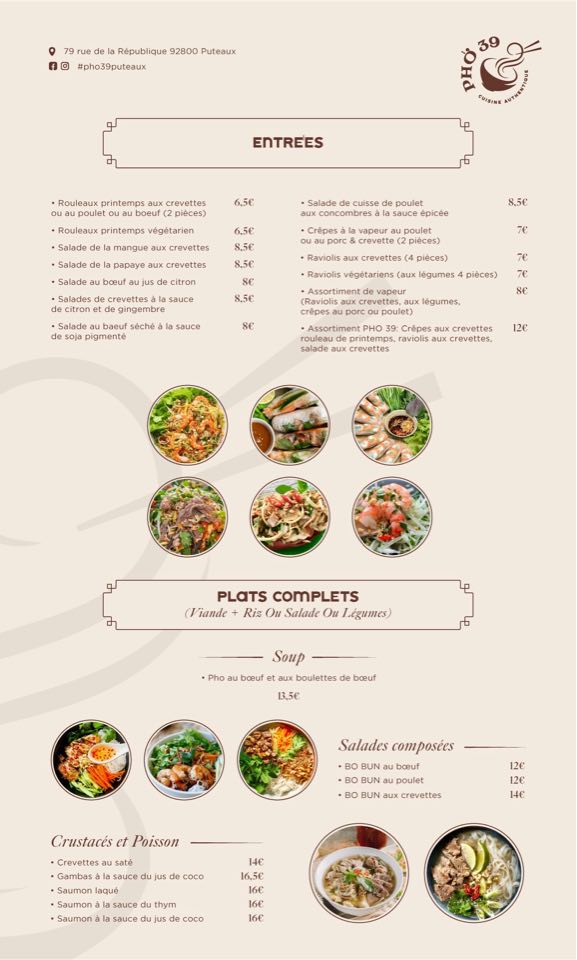 79 rue de la République 92800 Puteaux
#pho39puteaux
PHỞ 39
CUISINE AUTHENTIQUE
ENTRÉES
• Rouleaux printemps aux crevettes 6,5€
ou au poulet ou au boeuf (2 pièces)
• Rouleaux printemps végétarien 6,5€
• Salade de la mangue aux crevettes 8,5€
• Salade de la papaye aux crevettes 8,5€
• Salade au bœuf au jus de citron 8€
• Salades de crevettes à la sauce 8,5€
de citron et de gingembre
• Salade au baeuf séché à la sauce 8€
de soja pigmenté
• Salade de cuisse de poulet 8,5€
aux concombres à la sauce épicée
• Crêpes à la vapeur au poulet 7€
ou au porc & crevette (2 pièces)
• Raviolis aux crevettes (4 pièces) 7€
• Raviolis végétariens (aux légumes 4 pièces) 7€
• Assortiment de vapeur 8€
(Raviolis aux crevettes, aux légumes,
crêpes au porc ou poulet)
• Assortiment PHO 39: Crêpes aux crevettes 12€
rouleau de printemps, raviolis aux crevettes,
salade aux crevettes
PLATS COMPLETS
(Viande + Riz Ou Salade Ou Légumes)
Soup
• Pho au bœuf et aux boulettes de bœuf
13,5€
Salades composées
• BO BUN au bœuf 12€
• BO BUN au poulet 12€
• BO BUN aux crevettes 14€
Crustacés et Poisson
• Crevettes au saté 14€
• Gambas à la sauce du jus de coco 16,5€
• Saumon laqué 16€
• Saumon à la sauce du thym 16€
• Saumon à la sauce du jus de coco 16€